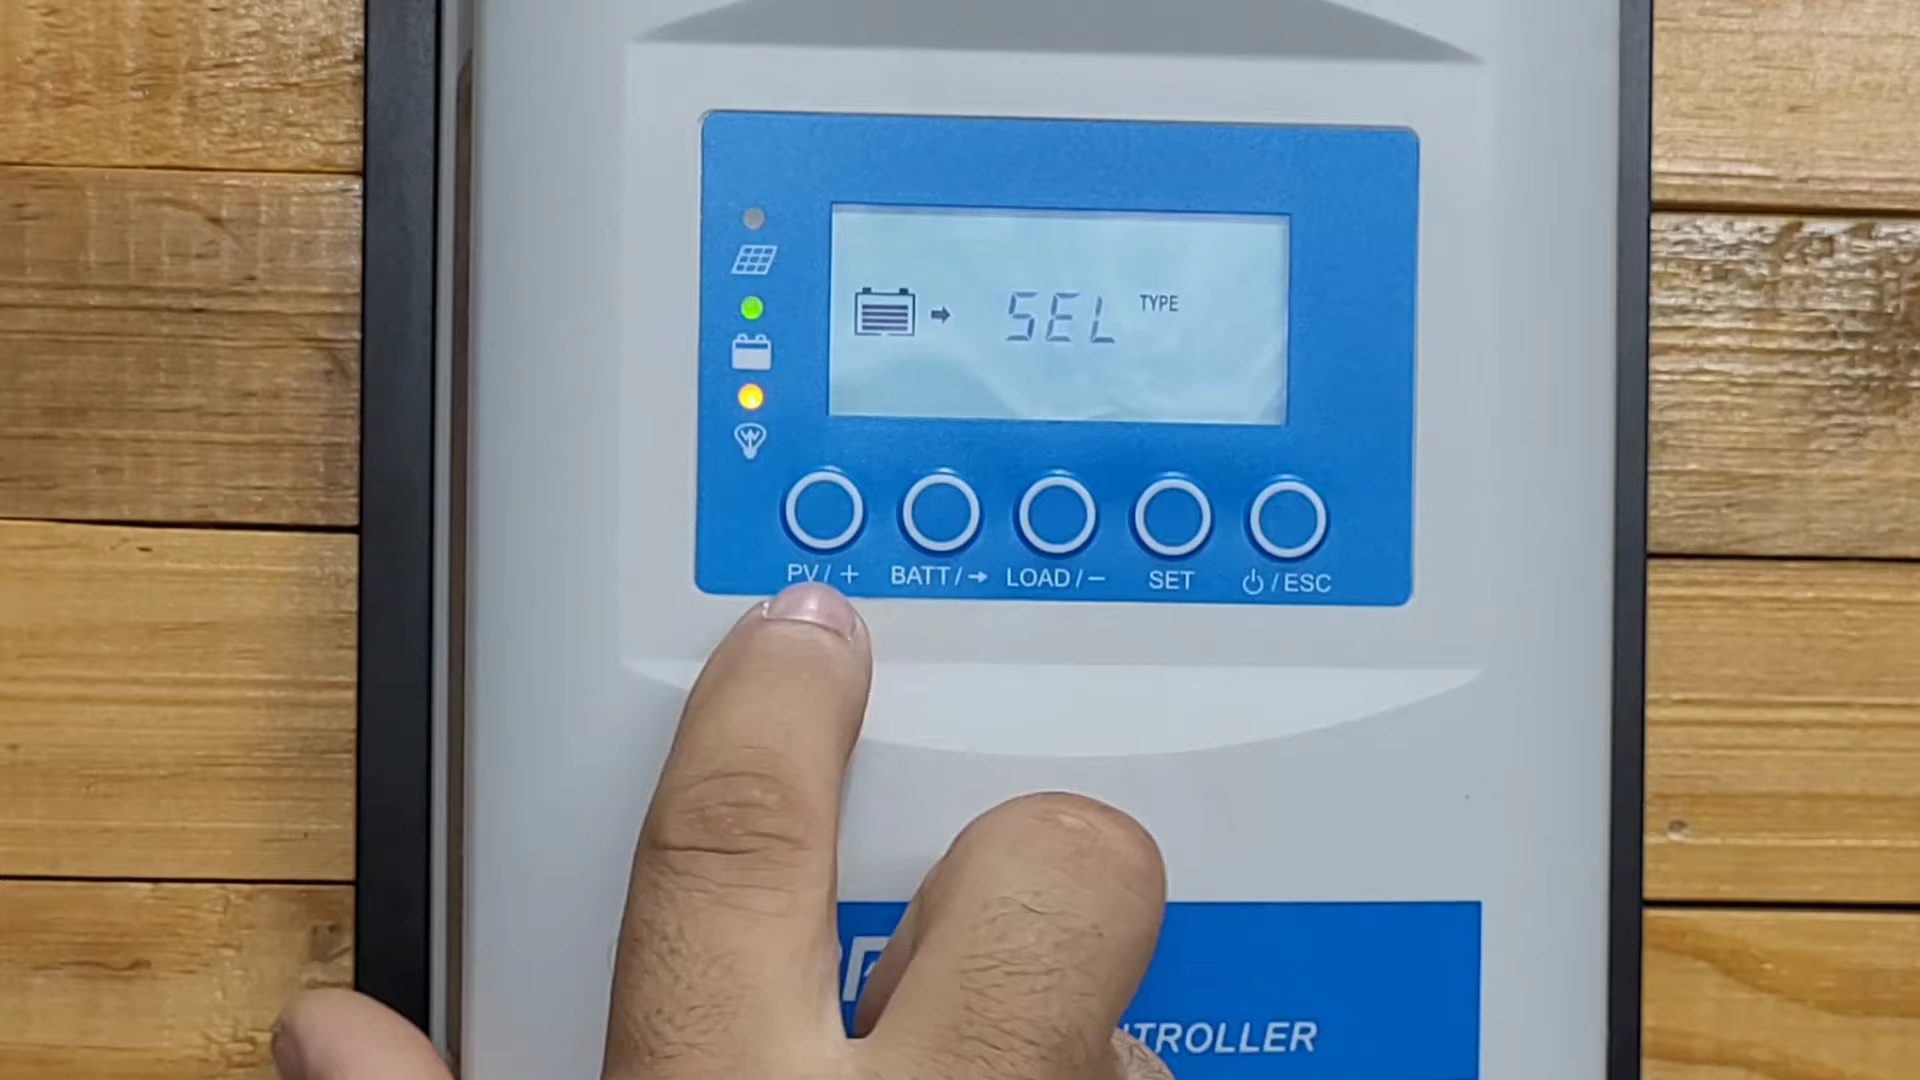 SEL TYPE
PV / + BATT / → LOAD / − SET ⏻ / ESC
TROLLER